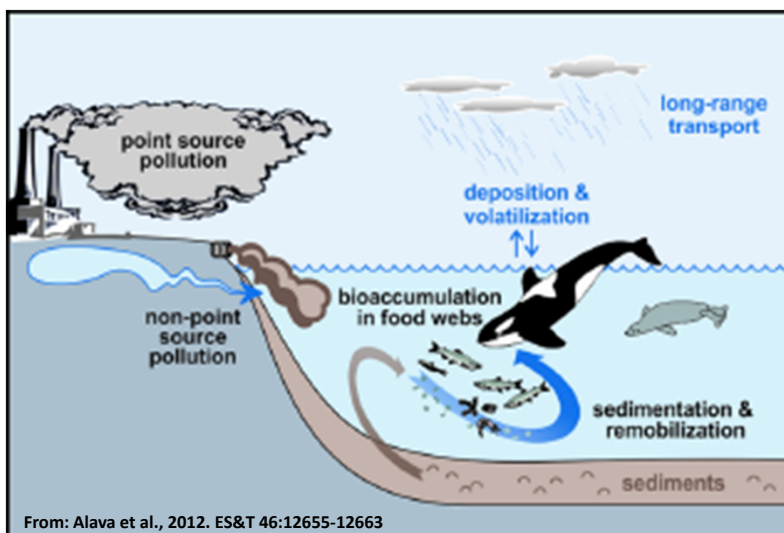 point source
pollution
long-range
transport
deposition &
volatilization
bioaccumulation
in food webs
non-point
source
pollution
sedimentation &
remobilization
sediments
From: Alava et al., 2012. ES&T 46:12655-12663